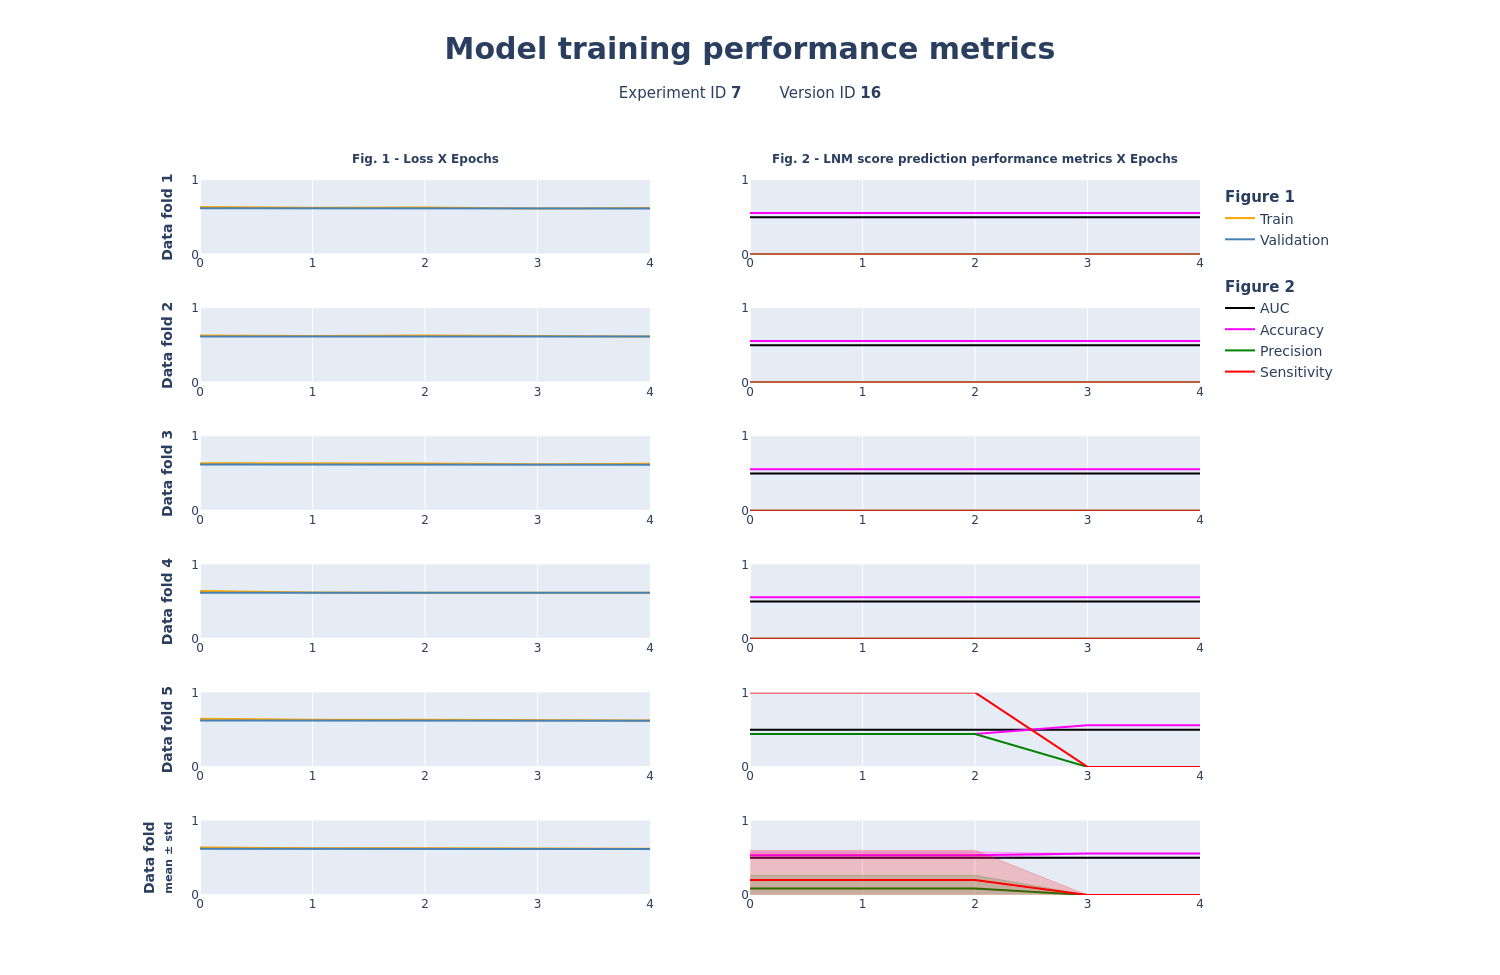 Model training performance metrics
Experiment ID 7 Version ID 16
Fig. 1 - Loss X Epochs
Fig. 2 - LNM score prediction performance metrics X Epochs
Data fold 1
1
0
0 1 2 3 4
1
0
0 1 2 3 4
Figure 1
Train
Validation
Figure 2
AUC
Accuracy
Precision
Sensitivity
Data fold 2
1
0
0 1 2 3 4
1
0
0 1 2 3 4
Data fold 3
1
0
0 1 2 3 4
1
0
0 1 2 3 4
Data fold 4
1
0
0 1 2 3 4
1
0
0 1 2 3 4
Data fold 5
1
0
0 1 2 3 4
1
0
0 1 2 3 4
Data fold
mean ± std
1
0
0 1 2 3 4
1
0
0 1 2 3 4